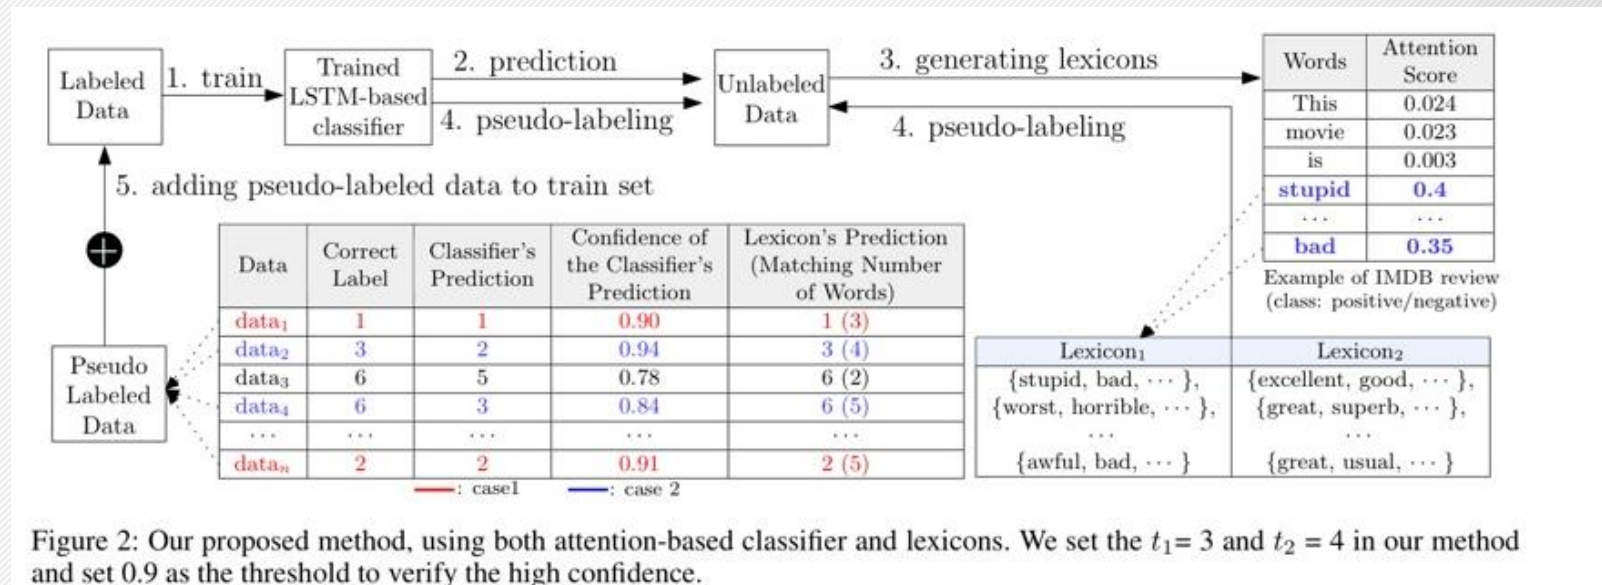 Labeled
Data
1. train
Trained
LSTM-based
classifier
2. prediction
4. pseudo-labeling
Unlabeled
Data
3. generating lexicons
4. pseudo-labeling
5. adding pseudo-labeled data to train set
Words Attention Score
This 0.024
movie 0.023
is 0.003
stupid 0.4
... ...
bad 0.35
Example of IMDB review
(class: positive/negative)
+
Pseudo
Labeled
Data
Data Correct Label Classifier's Prediction Confidence of the Classifier's Prediction Lexicon's Prediction (Matching Number of Words)
data₁ 1 1 0.90 1 (3)
data₂ 3 2 0.94 3 (4)
data₃ 6 5 0.78 6 (2)
data₄ 6 3 0.84 6 (5)
... ... ... ... ...
dataₙ 2 2 0.91 2 (5)
: case1 : case 2
Lexicon₁ Lexicon₂
{stupid, bad, ··· }, {excellent, good, ··· },
{worst, horrible, ··· }, {great, superb, ··· },
... ...
{awful, bad, ··· } {great, usual, ··· }
Figure 2: Our proposed method, using both attention-based classifier and lexicons. We set the t₁= 3 and t₂ = 4 in our method
and set 0.9 as the threshold to verify the high confidence.